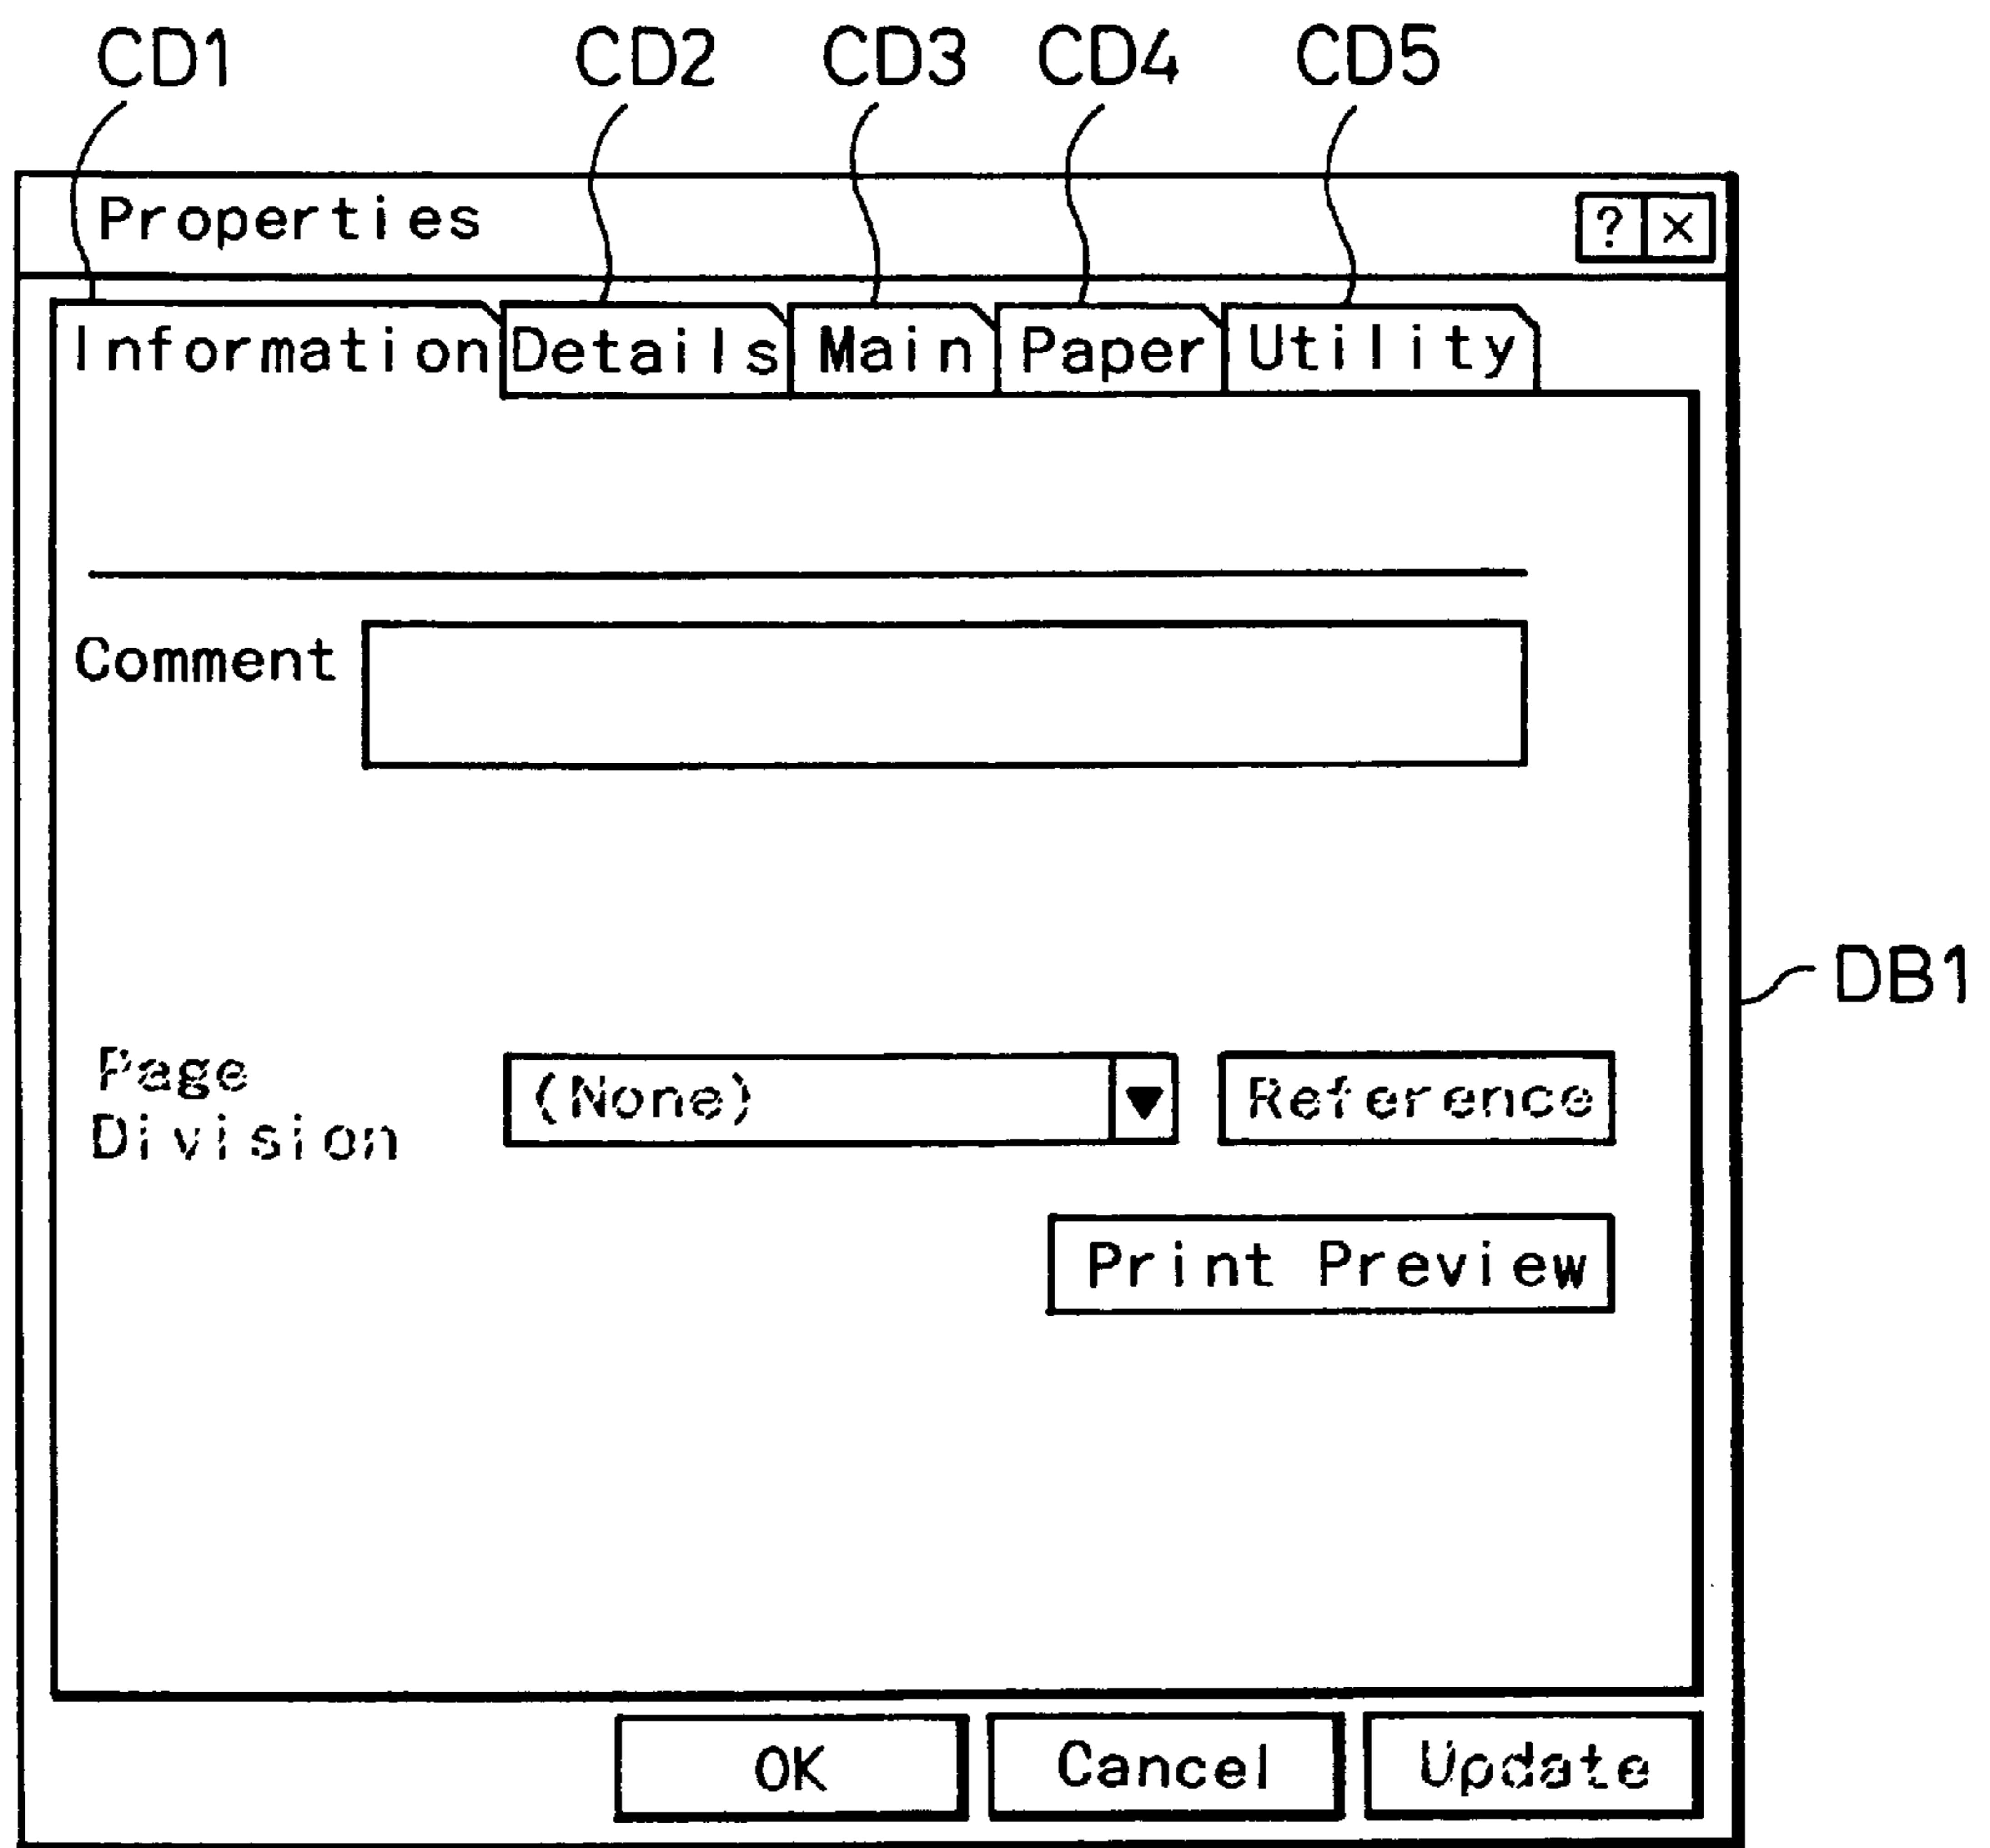 CD1 CD2 CD3 CD4 CD5
Properties ? ×
Information Details Main Paper Utility
Comment
DB1
Page
Division
(None) ▼ Reference
Print Preview
OK Cancel Update